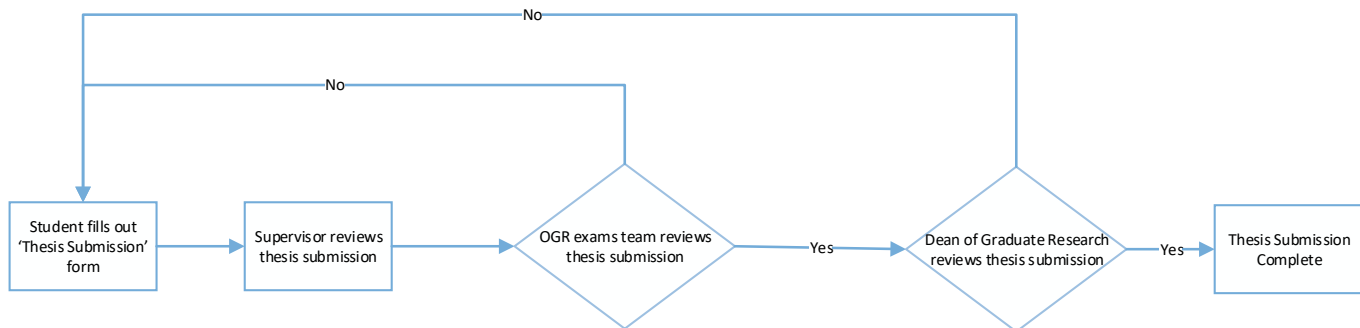 No
No
Student fills out
‘Thesis Submission’
form
Supervisor reviews
thesis submission
OGR exams team reviews
thesis submission
Yes
Dean of Graduate Research
reviews thesis submission
Yes
Thesis Submission
Complete